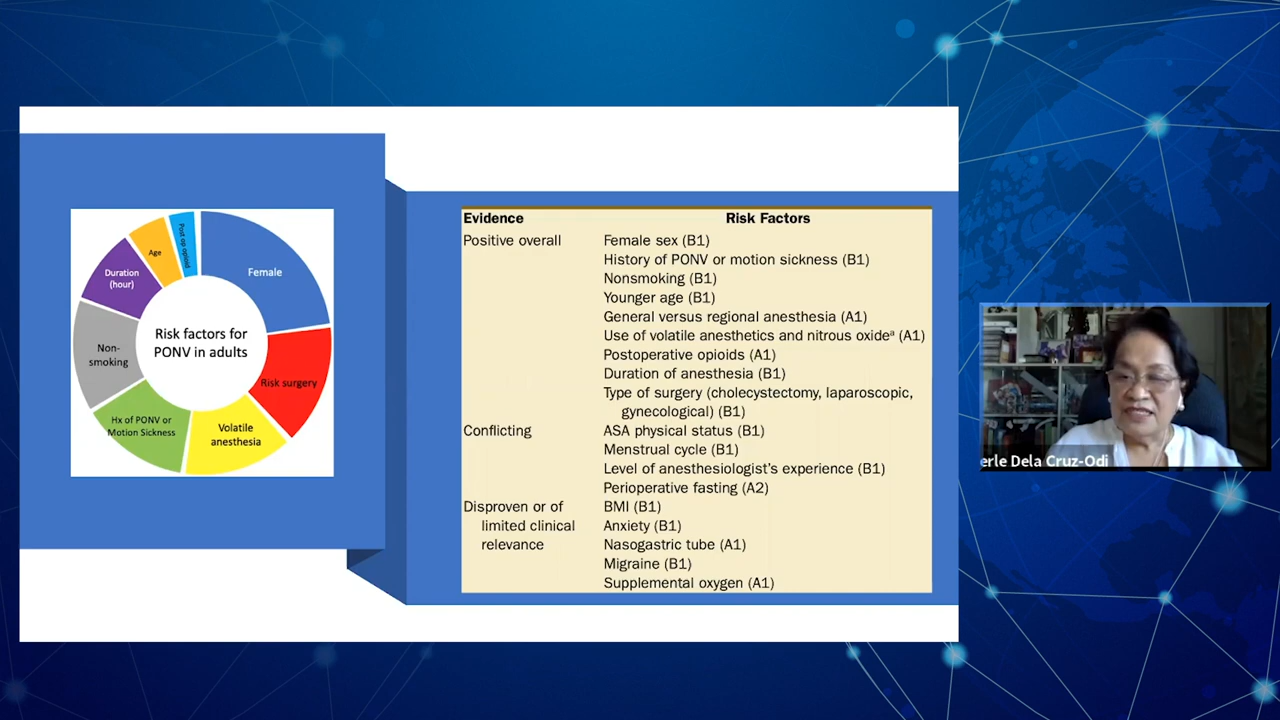 Risk factors for
PONV in adults
Female
Risk surgery
Volatile
anesthesia
Hx of PONV or
Motion Sickness
Non-
smoking
Duration
(hour)
Age
Post op opioid
Evidence Risk Factors
Positive overall Female sex (B1)
History of PONV or motion sickness (B1)
Nonsmoking (B1)
Younger age (B1)
General versus regional anesthesia (A1)
Use of volatile anesthetics and nitrous oxideᵃ (A1)
Postoperative opioids (A1)
Duration of anesthesia (B1)
Type of surgery (cholecystectomy, laparoscopic,
gynecological) (B1)
Conflicting ASA physical status (B1)
Menstrual cycle (B1)
Level of anesthesiologist's experience (B1)
Perioperative fasting (A2)
Disproven or of BMI (B1)
limited clinical Anxiety (B1)
relevance Nasogastric tube (A1)
Migraine (B1)
Supplemental oxygen (A1)
erle Dela Cruz-Odi